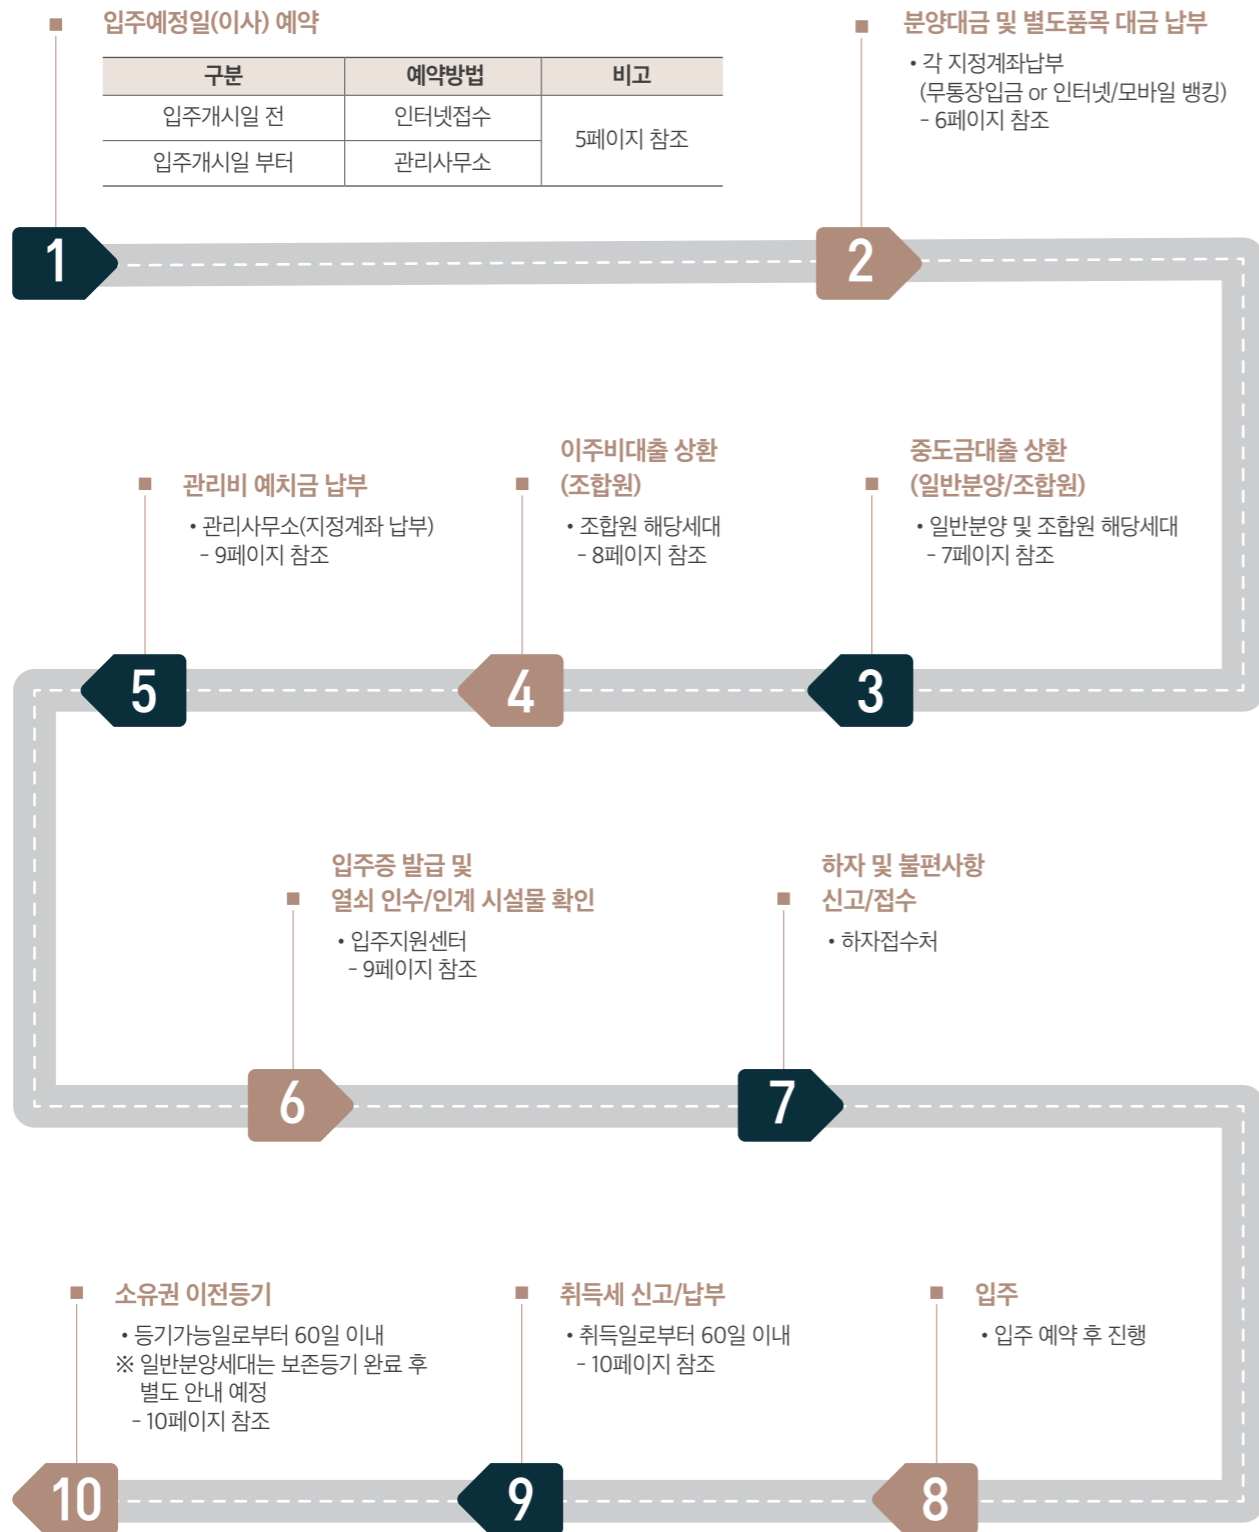 입주예정일(이사) 예약
구분 예약방법 비고
입주개시일 전 인터넷접수 5페이지 참조
입주개시일 부터 관리사무소
1
분양대금 및 별도품목 대금 납부
• 각 지정계좌납부
(무통장입금 or 인터넷/모바일 뱅킹)
- 6페이지 참조
2
중도금대출 상환
(일반분양/조합원)
• 일반분양 및 조합원 해당세대
- 7페이지 참조
3
이주비대출 상환
(조합원)
• 조합원 해당세대
- 8페이지 참조
4
관리비 예치금 납부
• 관리사무소(지정계좌 납부)
- 9페이지 참조
5
입주증 발급 및
열쇠 인수/인계 시설물 확인
• 입주지원센터
- 9페이지 참조
6
하자 및 불편사항
신고/접수
• 하자접수처
7
입주
• 입주 예약 후 진행
8
취득세 신고/납부
• 취득일로부터 60일 이내
- 10페이지 참조
9
소유권 이전등기
• 등기가능일로부터 60일 이내
※ 일반분양세대는 보존등기 완료 후
별도 안내 예정
- 10페이지 참조
10